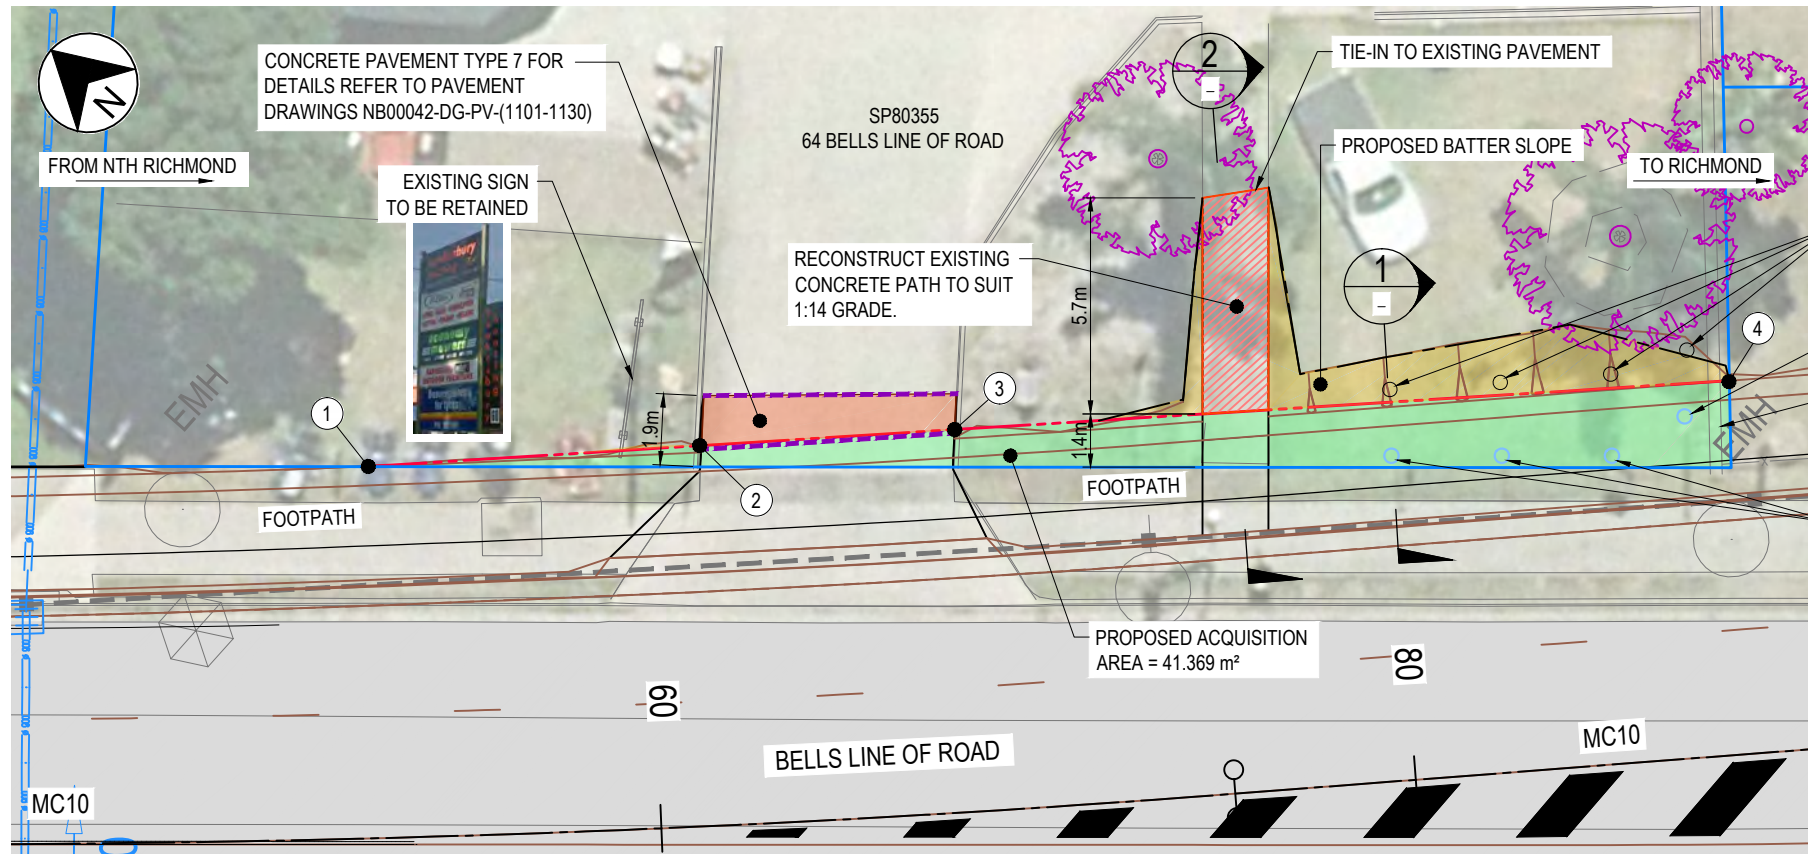 CONCRETE PAVEMENT TYPE 7 FOR
DETAILS REFER TO PAVEMENT
DRAWINGS NB00042-DG-PV-(1101-1130)
N
FROM NTH RICHMOND
EXISTING SIGN
TO BE RETAINED
SP80355
64 BELLS LINE OF ROAD
2
–
TIE-IN TO EXISTING PAVEMENT
PROPOSED BATTER SLOPE
TO RICHMOND
RECONSTRUCT EXISTING
CONCRETE PATH TO SUIT
1:14 GRADE.
5.7m
1
–
4
3
1
1.9m
1.4m
2
EMH
EMH
FOOTPATH
FOOTPATH
PROPOSED ACQUISITION
AREA = 41.369 m²
60
80
BELLS LINE OF ROAD
MC10
MC10